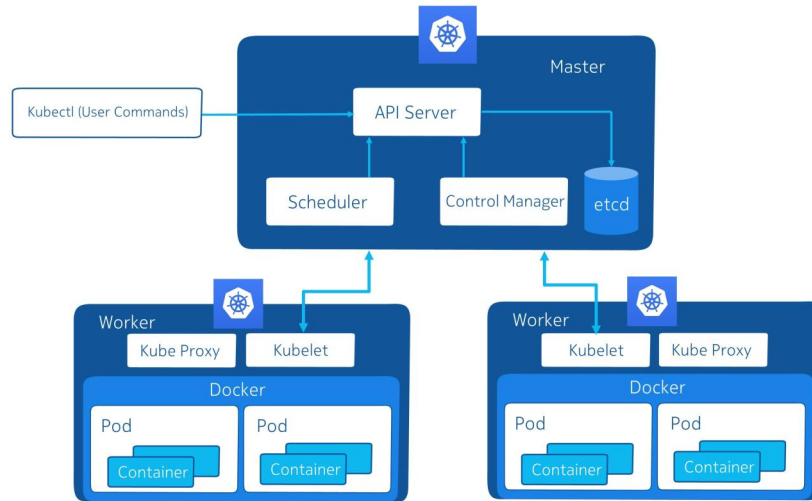 Master
Kubectl (User Commands)
API Server
Scheduler
Control Manager
etcd
Worker
Kube Proxy
Kubelet
Docker
Pod
Container
Pod
Container
Worker
Kubelet
Kube Proxy
Docker
Pod
Container
Pod
Container